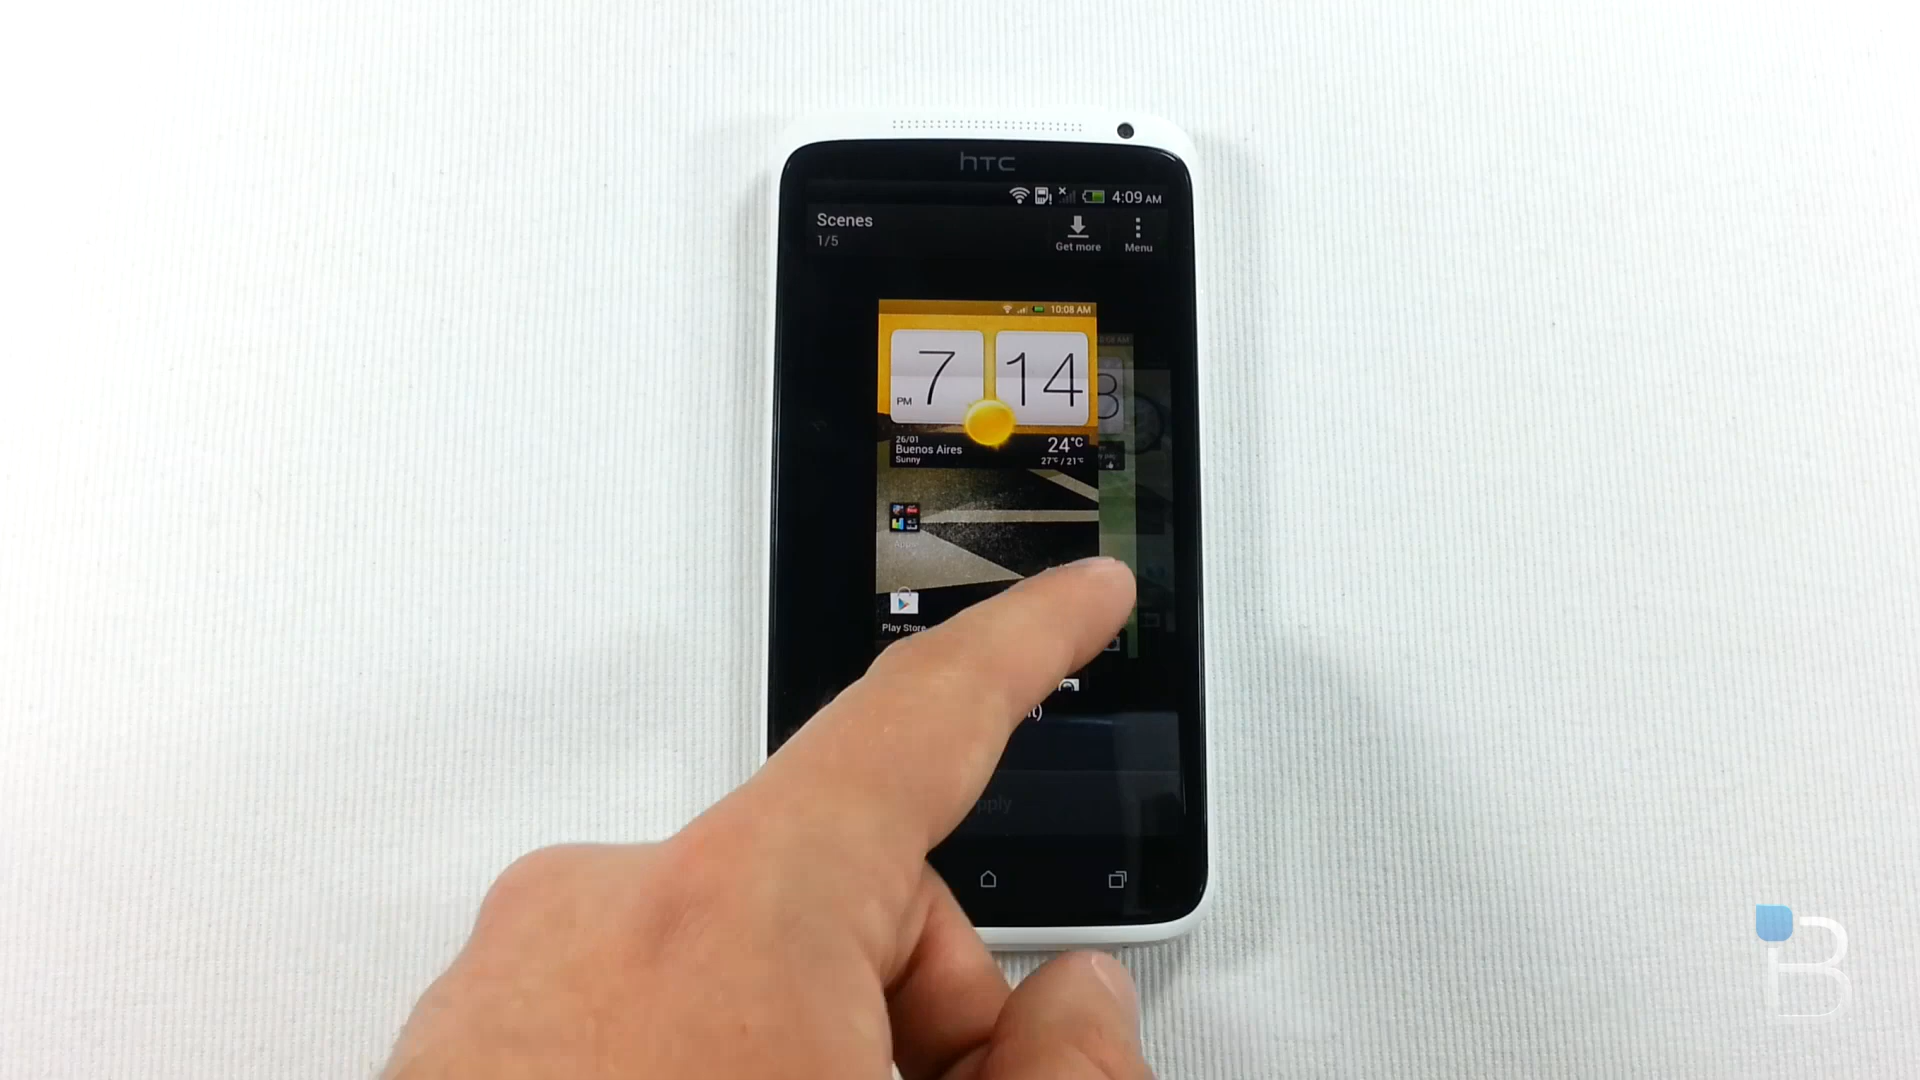 hTC
4:09 AM
Scenes
1/5
Get more
Menu
10:08 AM
7
14
PM
26/01
Buenos Aires
Sunny
24°C
27°C / 21°C
Play Store
B